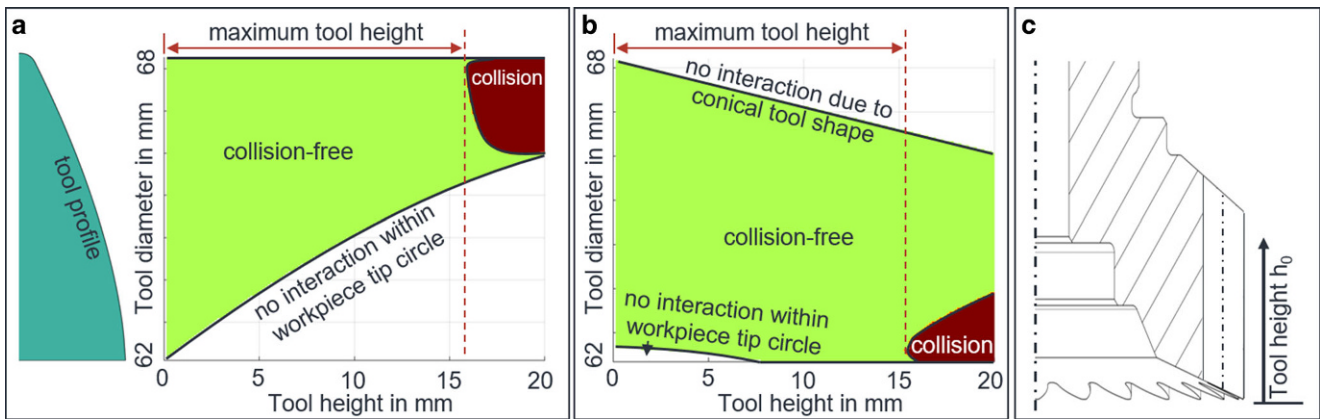 a
maximum tool height
68
collision
collision-free
tool profile
Tool diameter in mm
no interaction within
workpiece tip circle
62
0
5
10
15
20
Tool height in mm
b
maximum tool height
68
no interaction due to
conical tool shape
collision-free
Tool diameter in mm
no interaction within
workpiece tip circle
collision
62
0
5
10
15
20
Tool height in mm
c
Tool height h₀